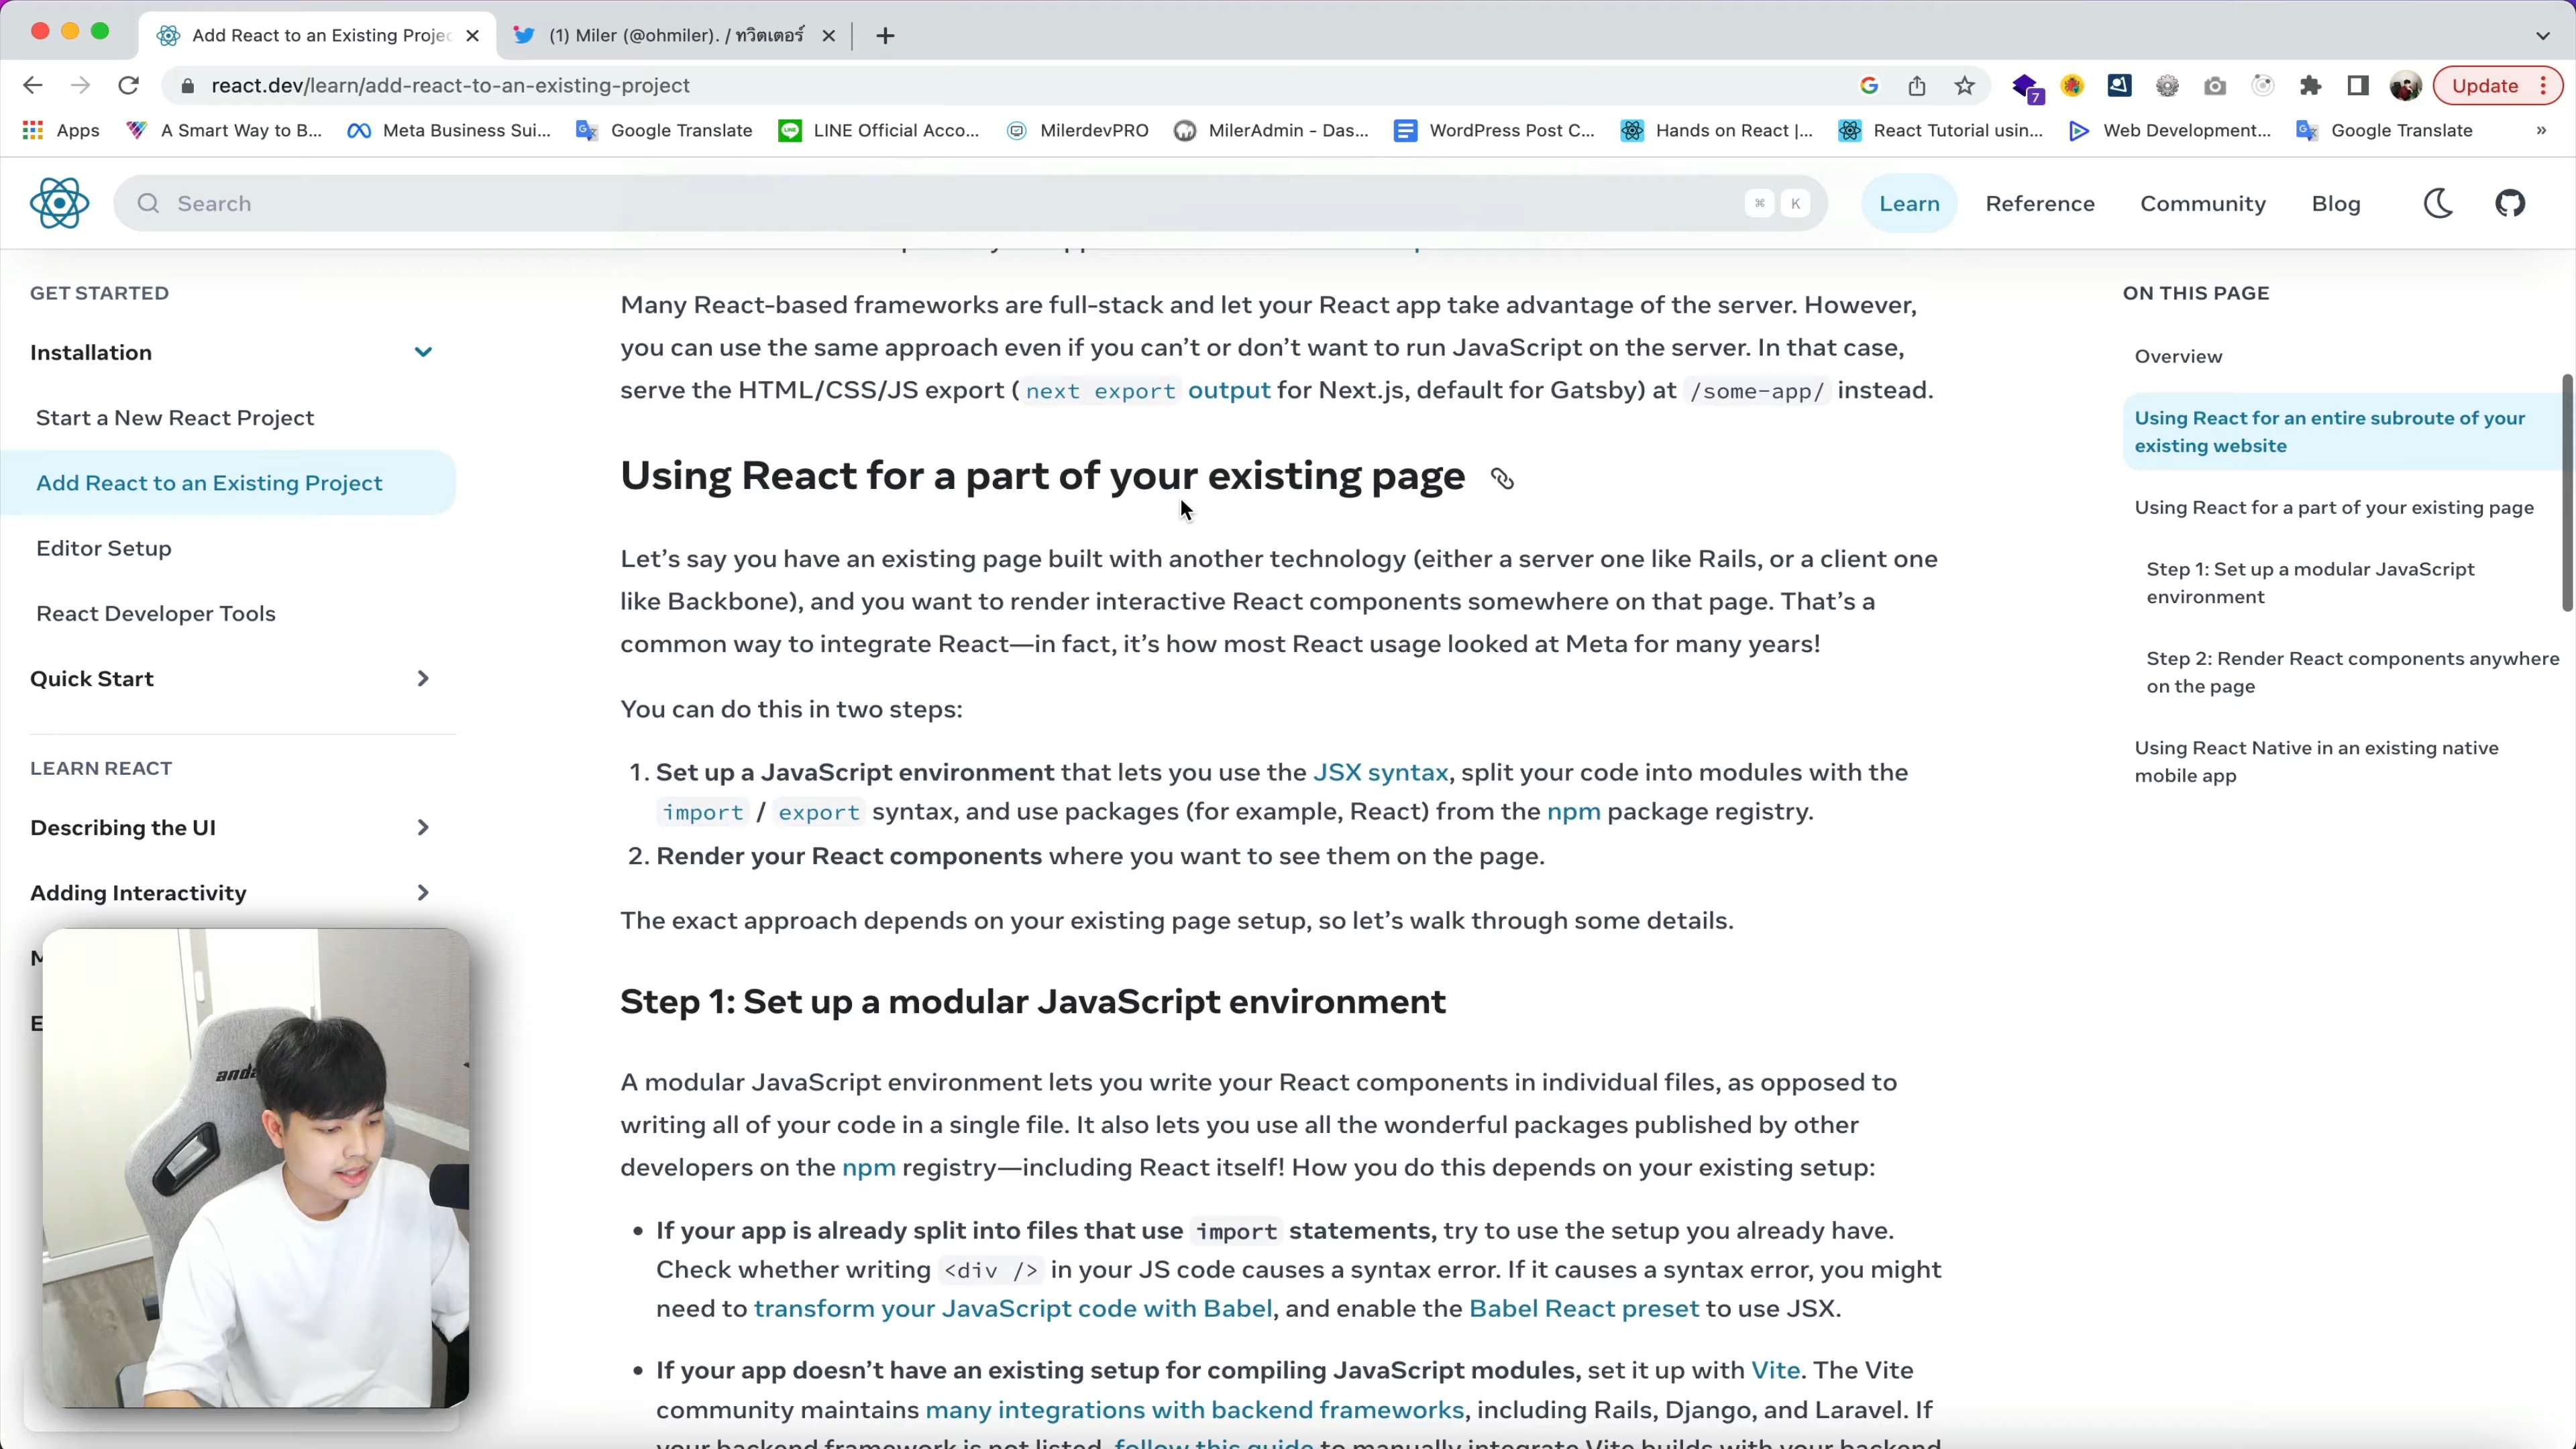 Add React to an Existing Projec
(1) Miler (@ohmiler). / ทวิตเตอร์
react.dev/learn/add-react-to-an-existing-project
7
Update
Apps
A Smart Way to B...
Meta Business Sui...
Google Translate
LINE Official Acco...
MilerdevPRO
MilerAdmin - Das...
WordPress Post C...
Hands on React |...
React Tutorial usin...
Web Development...
Google Translate
»
Search
⌘ K
Learn
Reference
Community
Blog
GET STARTED
Installation
Start a New React Project
Add React to an Existing Project
Editor Setup
React Developer Tools
Quick Start
LEARN REACT
Describing the UI
Adding Interactivity
M
E
anda
Many React-based frameworks are full-stack and let your React app take advantage of the server. However,
you can use the same approach even if you can’t or don’t want to run JavaScript on the server. In that case,
serve the HTML/CSS/JS export (next export output for Next.js, default for Gatsby) at /some-app/ instead.
Using React for a part of your existing page
Let’s say you have an existing page built with another technology (either a server one like Rails, or a client one
like Backbone), and you want to render interactive React components somewhere on that page. That’s a
common way to integrate React—in fact, it’s how most React usage looked at Meta for many years!
You can do this in two steps:
1. Set up a JavaScript environment that lets you use the JSX syntax, split your code into modules with the
import / export syntax, and use packages (for example, React) from the npm package registry.
2. Render your React components where you want to see them on the page.
The exact approach depends on your existing page setup, so let’s walk through some details.
Step 1: Set up a modular JavaScript environment
A modular JavaScript environment lets you write your React components in individual files, as opposed to
writing all of your code in a single file. It also lets you use all the wonderful packages published by other
developers on the npm registry—including React itself! How you do this depends on your existing setup:
• If your app is already split into files that use import statements, try to use the setup you already have.
Check whether writing <div /> in your JS code causes a syntax error. If it causes a syntax error, you might
need to transform your JavaScript code with Babel, and enable the Babel React preset to use JSX.
• If your app doesn’t have an existing setup for compiling JavaScript modules, set it up with Vite. The Vite
community maintains many integrations with backend frameworks, including Rails, Django, and Laravel. If
your backend framework is not listed, follow this guide to manually integrate Vite builds with your backend
ON THIS PAGE
Overview
Using React for an entire subroute of your
existing website
Using React for a part of your existing page
Step 1: Set up a modular JavaScript
environment
Step 2: Render React components anywhere
on the page
Using React Native in an existing native
mobile app